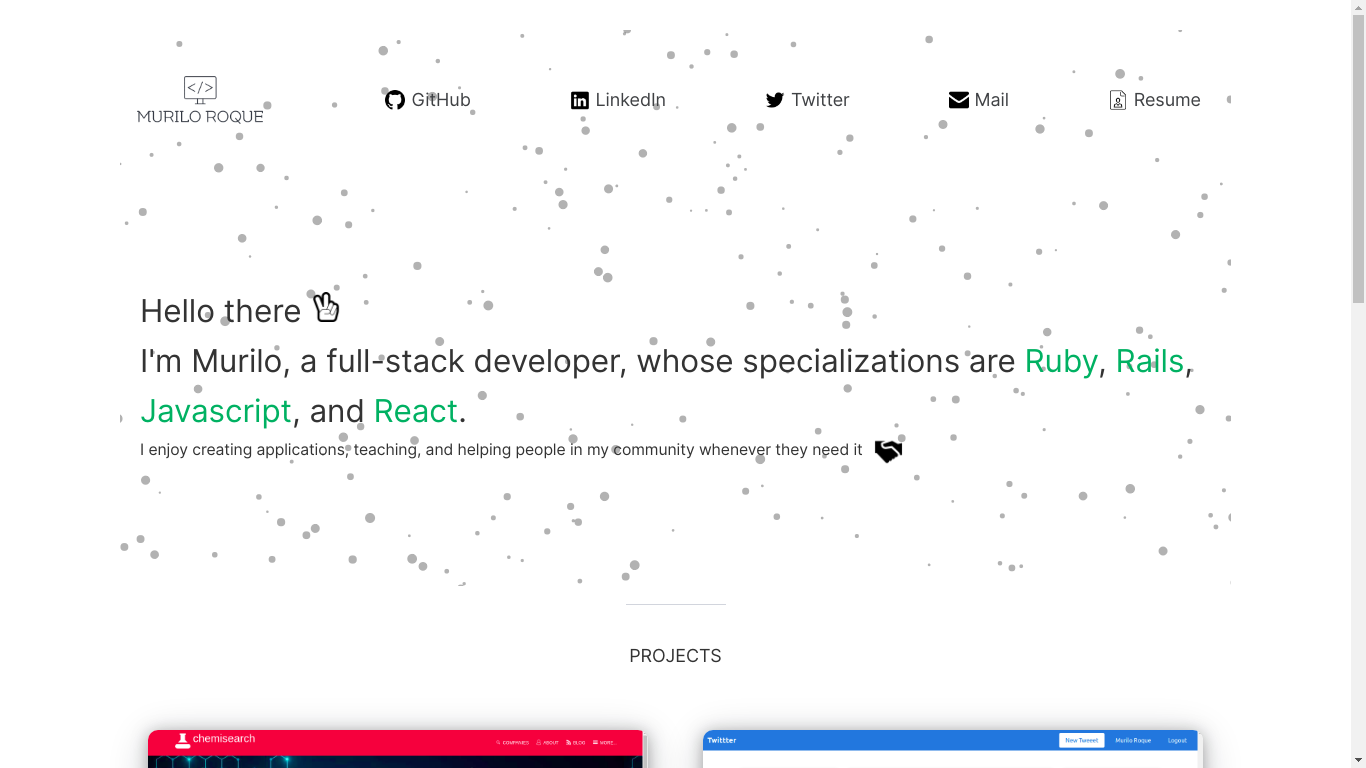 </>
MURILO ROQUE
GitHub
LinkedIn
Twitter
Mail
Resume
Hello there
I'm Murilo, a full-stack developer, whose specializations are Ruby, Rails,
Javascript, and React.
I enjoy creating applications, teaching, and helping people in my community whenever they need it
PROJECTS
chemisearch
COMPANIES
ABOUT
BLOG
MORE...
Twittter
New Tweeet
Murilo Roque
Logout